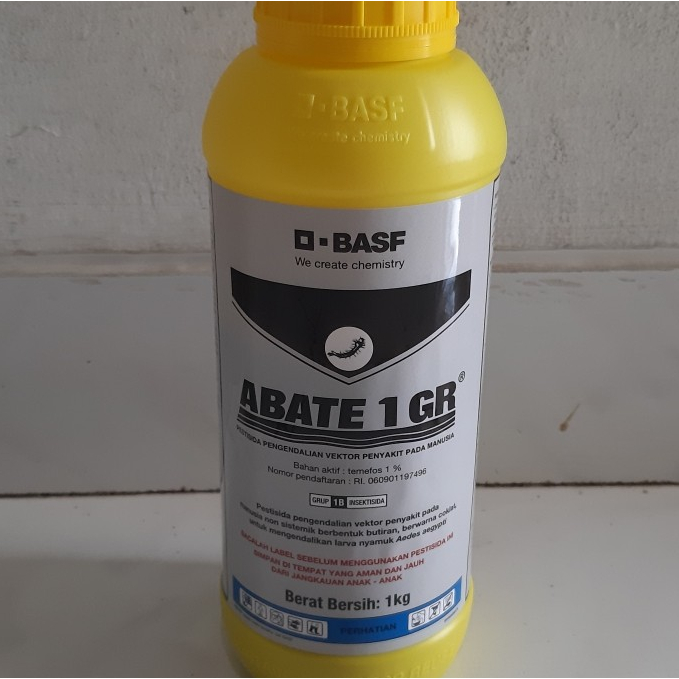 BASF
create chemistry
BASF
We create chemistry
ABATE 1 GR®
PESTISIDA PENGENDALIAN VEKTOR PENYAKIT PADA MANUSIA
Bahan aktif : temefos 1 %
Nomor pendaftaran : RI. 060901197496
GRUP 1B INSEKTISIDA
Pestisida pengendalian vektor penyakit pada
manusia non sistemik berbentuk butiran, berwarna coklat,
untuk mengendalikan larva nyamuk Aedes aegypti
BACALAH LABEL SEBELUM MENGGUNAKAN PESTISIDA INI
SIMPAN DI TEMPAT YANG AMAN DAN JAUH
DARI JANGKAUAN ANAK - ANAK
Berat Bersih: 1kg
PERHATIAN